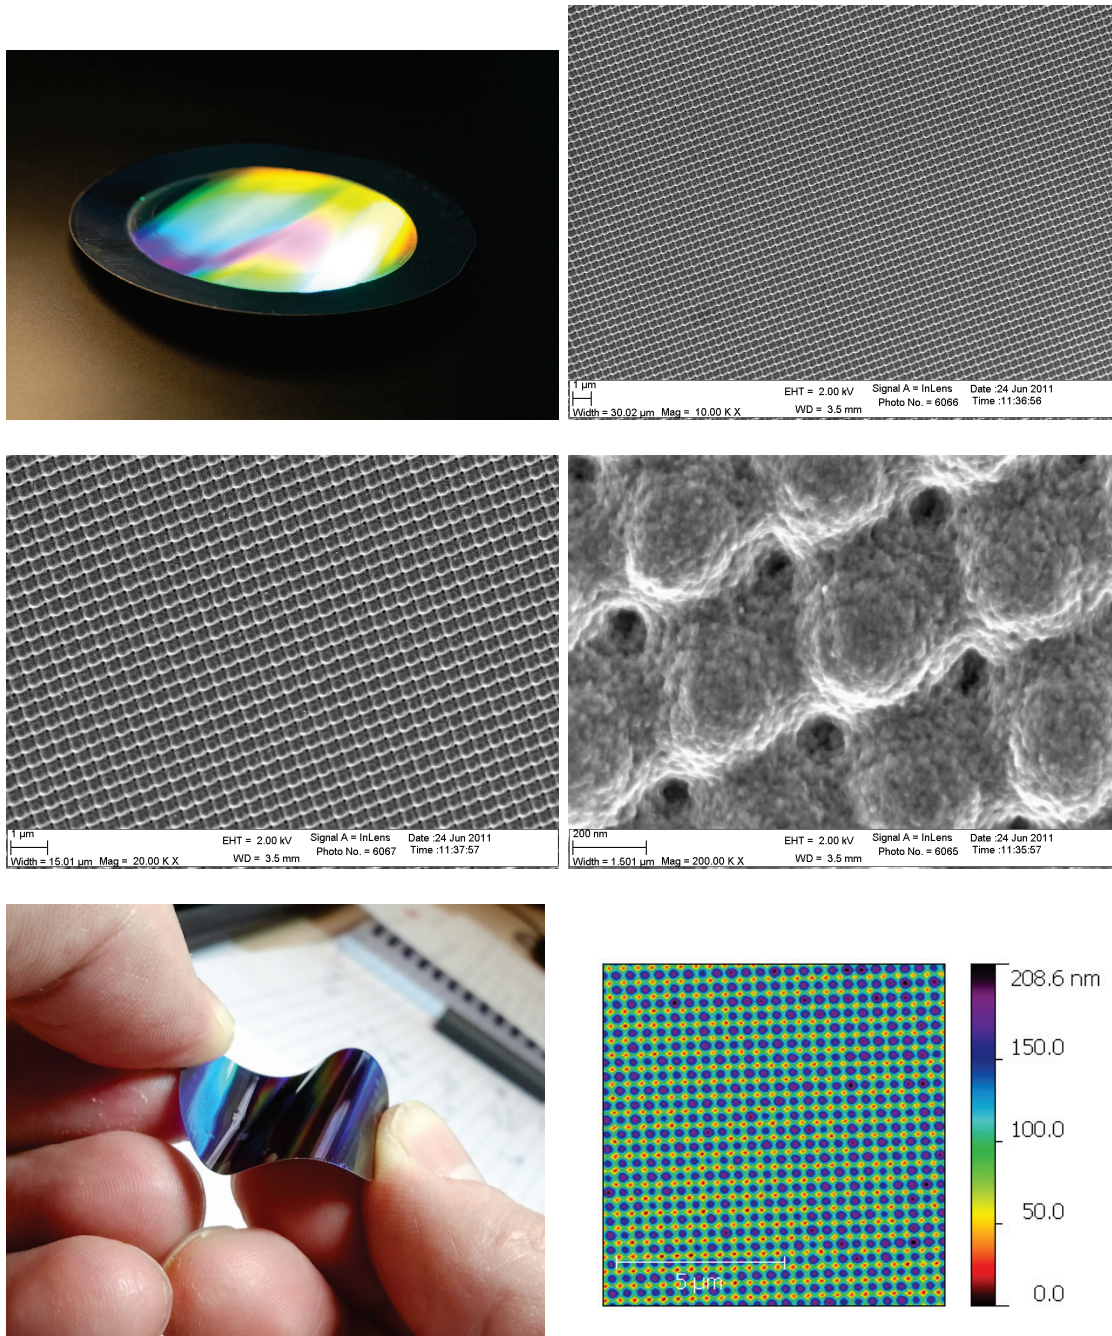 1 µm
EHT = 2.00 kV
Signal A = InLens
Date :24 Jun 2011
Width = 30.02 µm Mag = 10.00 K X
WD = 3.5 mm
Photo No. = 6066
Time :11:36:56
1 µm
EHT = 2.00 kV
Signal A = InLens
Date :24 Jun 2011
Width = 15.01 µm Mag = 20.00 K X
WD = 3.5 mm
Photo No. = 6067
Time :11:37:57
200 nm
EHT = 2.00 kV
Signal A = InLens
Date :24 Jun 2011
Width = 1.501 µm Mag = 200.00 K X
WD = 3.5 mm
Photo No. = 6065
Time :11:35:57
208.6 nm
150.0
100.0
50.0
0.0
5 µm